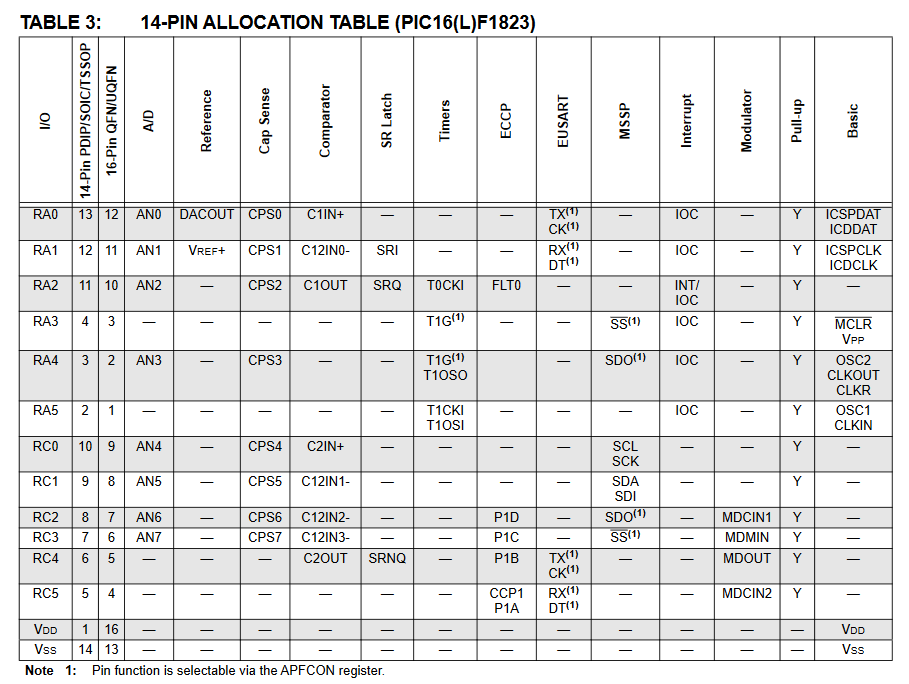 TABLE 3: 14-PIN ALLOCATION TABLE (PIC16(L)F1823)
I/O 14-Pin PDIP/SOIC/TSSOP 16-Pin QFN/UQFN A/D Reference Cap Sense Comparator SR Latch Timers ECCP EUSART MSSP Interrupt Modulator Pull-up Basic
RA0 13 12 AN0 DACOUT CPS0 C1IN+ — — — TX(1) — IOC — Y ICSPDAT
CK(1) ICDDAT
RA1 12 11 AN1 VREF+ CPS1 C12IN0- SRI — — RX(1) — IOC — Y ICSPCLK
DT(1) ICDCLK
RA2 11 10 AN2 — CPS2 C1OUT SRQ T0CKI FLT0 — — INT/ — Y —
IOC
RA3 4 3 — — — — — T1G(1) — — SS(1) IOC — Y MCLR
VPP
RA4 3 2 AN3 — CPS3 — — T1G(1) — — SDO(1) IOC — Y OSC2
T1OSO CLKOUT
CLKR
RA5 2 1 — — — — — T1CKI — — — IOC — Y OSC1
T1OSI CLKIN
RC0 10 9 AN4 — CPS4 C2IN+ — — — — SCL — — Y —
SCK
RC1 9 8 AN5 — CPS5 C12IN1- — — — — SDA — — Y —
SDI
RC2 8 7 AN6 — CPS6 C12IN2- — — P1D — SDO(1) — MDCIN1 Y —
RC3 7 6 AN7 — CPS7 C12IN3- — — P1C — SS(1) — MDMIN Y —
RC4 6 5 — — — C2OUT SRNQ — P1B TX(1) — — MDOUT Y —
CK(1)
RC5 5 4 — — — — — — CCP1 RX(1) — — MDCIN2 Y —
P1A DT(1)
VDD 1 16 — — — — — — — — — — — — VDD
VSS 14 13 — — — — — — — — — — — — VSS
Note 1: Pin function is selectable via the APFCON register.